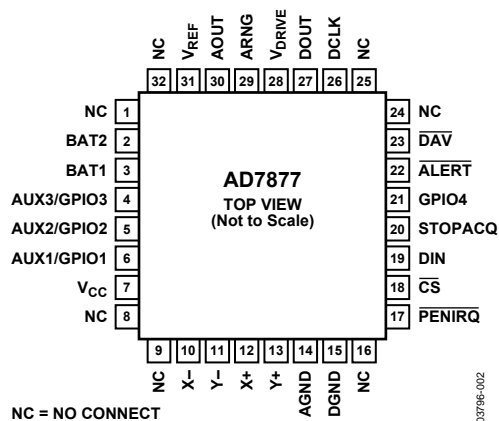 NC
VREF
AOUT
ARNG
VDRIVE
DOUT
DCLK
NC
32
31
30
29
28
27
26
25
NC 1
BAT2 2
BAT1 3
AUX3/GPIO3 4
AUX2/GPIO2 5
AUX1/GPIO1 6
VCC 7
NC 8
AD7877
TOP VIEW
(Not to Scale)
24 NC
23 DAV
22 ALERT
21 GPIO4
20 STOPACQ
19 DIN
18 CS
17 PENIRQ
9
10
11
12
13
14
15
16
NC
X–
Y–
X+
Y+
AGND
DGND
NC
NC = NO CONNECT
03796-002